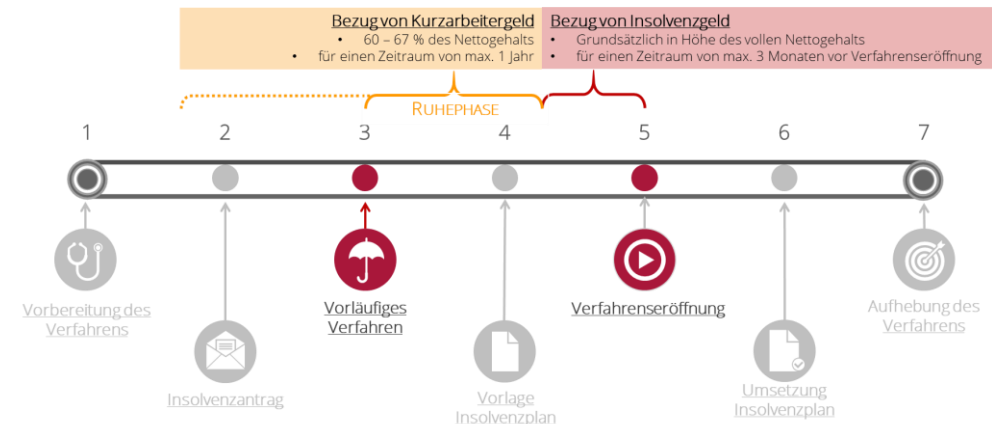 Bezug von Kurzarbeitergeld
• 60 – 67 % des Nettogehalts
• für einen Zeitraum von max. 1 Jahr
Bezug von Insolvenzgeld
• Grundsätzlich in Höhe des vollen Nettogehalts
• für einen Zeitraum von max. 3 Monaten vor Verfahrenseröffnung
RUHEPHASE
1
2
3
4
5
6
7
Vorbereitung des
Verfahrens
Insolvenzantrag
Vorläufiges
Verfahren
Vorlage
Insolvenzplan
Verfahrenseröffnung
Umsetzung
Insolvenzplan
Aufhebung des
Verfahrens